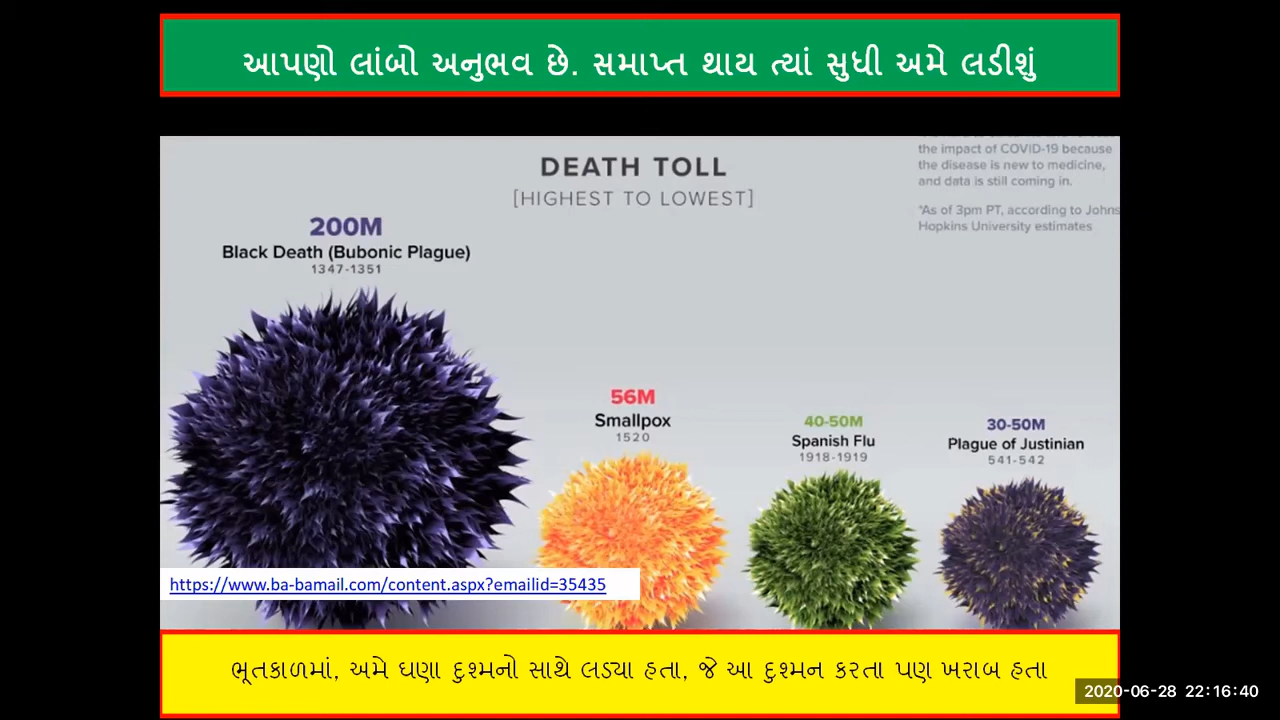 આપણો લાંબો અનુભવ છે. સમાપ્ત થાય ત્યાં સુધી અમે લડીશું
DEATH TOLL
[HIGHEST TO LOWEST]
the impact of COVID-19 because
the disease is new to medicine,
and data is still coming in.
*As of 3pm PT, according to Johns
Hopkins University estimates
200M
Black Death (Bubonic Plague)
1347-1351
56M
Smallpox
1520
40-50M
Spanish Flu
1918-1919
30-50M
Plague of Justinian
541-542
https://www.ba-bamail.com/content.aspx?emailid=35435
ભૂતકાળમાં, અમે ઘણા દુશ્મનો સાથે લડ્યા હતા, જે આ દુશ્મન કરતા પણ ખરાબ હતા
2020-06-28 22:16:40